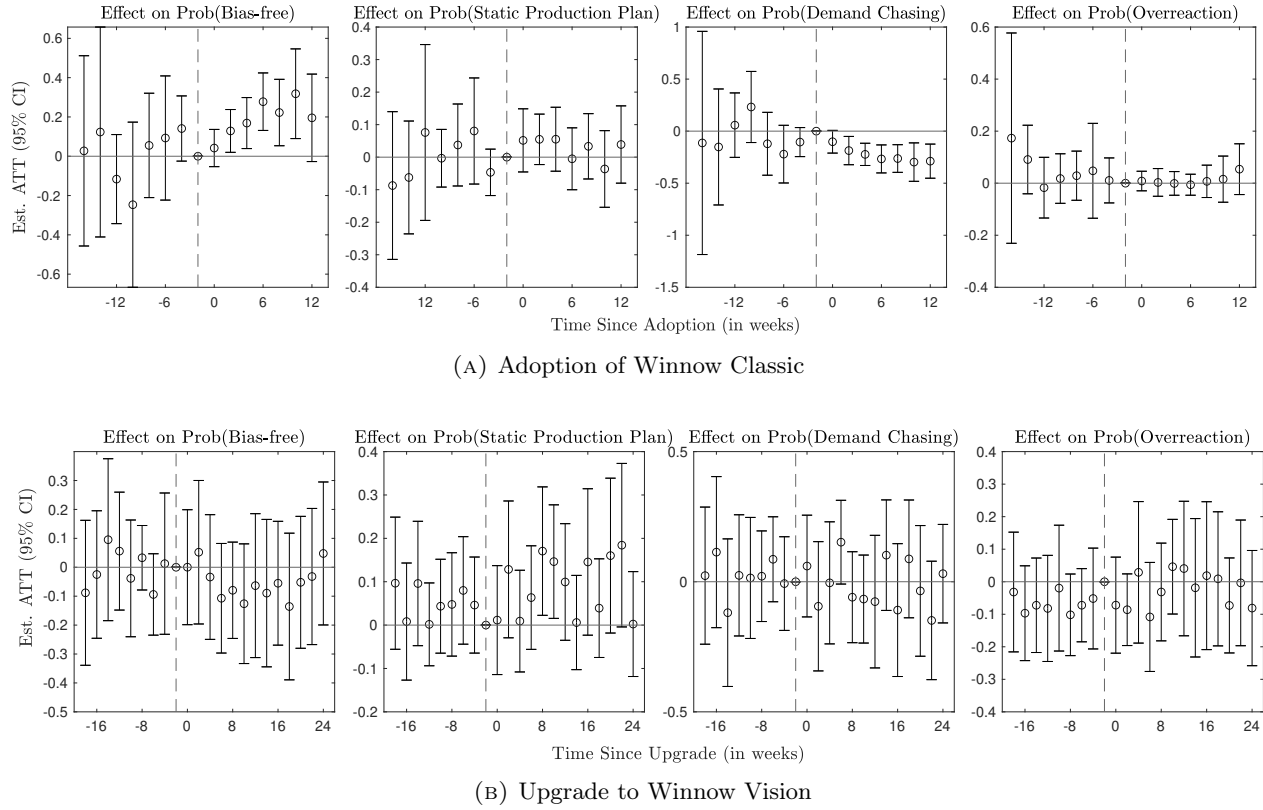 Effect on Prob(Bias-free)
Est. ATT (95% CI)
0.6
0.4
0.2
0
-0.2
-0.4
-0.6
-12 -6 0 6 12
Effect on Prob(Static Production Plan)
0.4
0.3
0.2
0.1
0
-0.1
-0.2
-0.3
-0.4
12 -6 0 6 12
Effect on Prob(Demand Chasing)
1
0.5
0
-0.5
-1
-1.5
-12 -6 0 6 12
Effect on Prob(Overreaction)
0.6
0.4
0.2
0
-0.2
-0.4
-12 -6 0 6 12
Time Since Adoption (in weeks)
(A) Adoption of Winnow Classic
Effect on Prob(Bias-free)
Est. ATT (95% CI)
0.3
0.2
0.1
0
-0.1
-0.2
-0.3
-0.4
-0.5
-16 -8 0 8 16 24
Effect on Prob(Static Production Plan)
0.4
0.3
0.2
0.1
0
0.1
-0.2
-16 -8 0 8 16 24
Effect on Prob(Demand Chasing)
0.5
0
-0.5
-16 -8 0 8 16 24
Effect on Prob(Overreaction)
0.4
0.3
0.2
0.1
0
-0.1
-0.2
-0.3
-0.4
-16 -8 0 8 16 24
Time Since Upgrade (in weeks)
(B) Upgrade to Winnow Vision